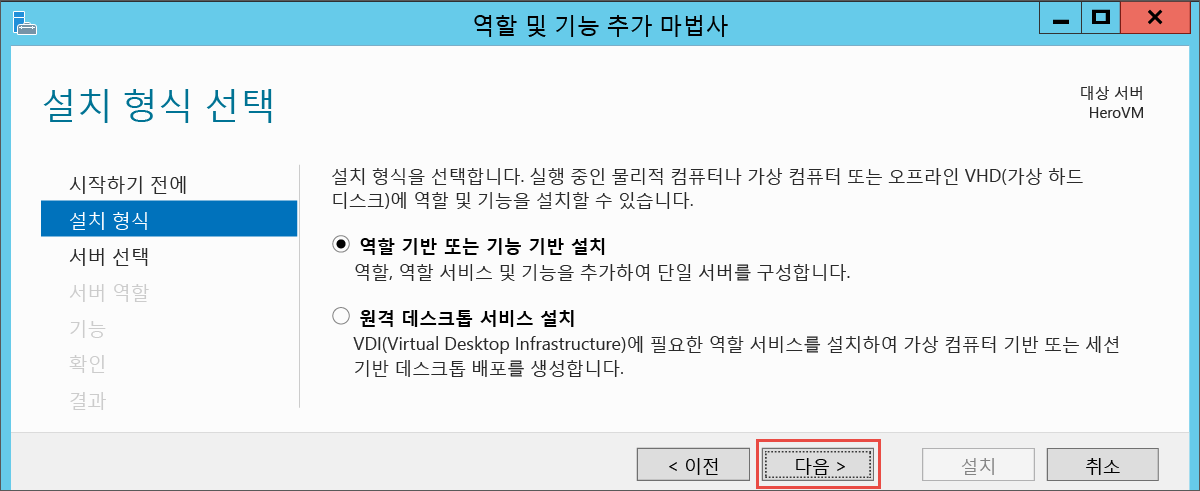 역할 및 기능 추가 마법사
설치 형식 선택
대상 서버
HeroVM
시작하기 전에
설치 형식
서버 선택
서버 역할
기능
확인
결과
설치 형식을 선택합니다. 실행 중인 물리적 컴퓨터나 가상 컴퓨터 또는 오프라인 VHD(가상 하드
디스크)에 역할 및 기능을 설치할 수 있습니다.
역할 기반 또는 기능 기반 설치
역할, 역할 서비스 및 기능을 추가하여 단일 서버를 구성합니다.
원격 데스크톱 서비스 설치
VDI(Virtual Desktop Infrastructure)에 필요한 역할 서비스를 설치하여 가상 컴퓨터 기반 또는 세션
기반 데스크톱 배포를 생성합니다.
< 이전
다음 >
설치
취소